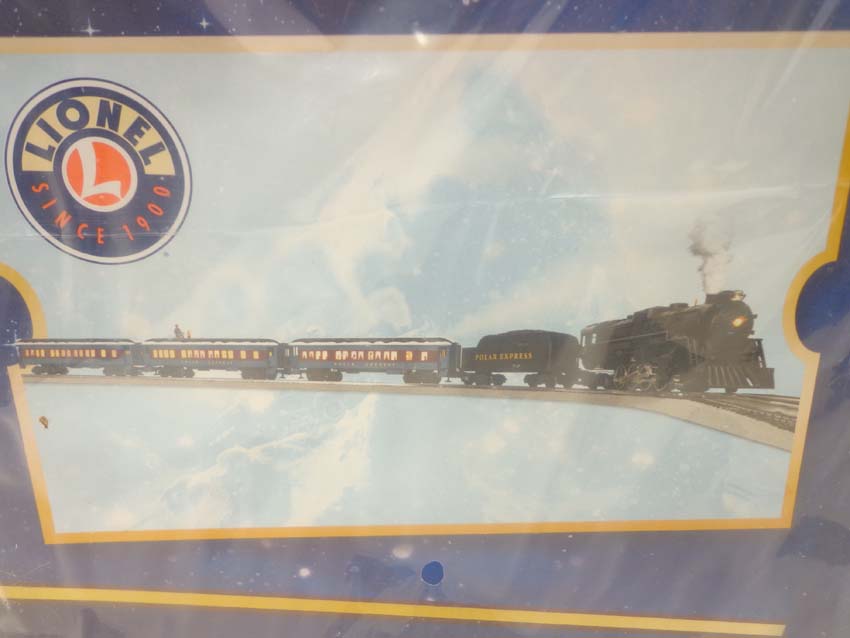 LIONEL
L
SINCE 1900
POLAR EXPRESS